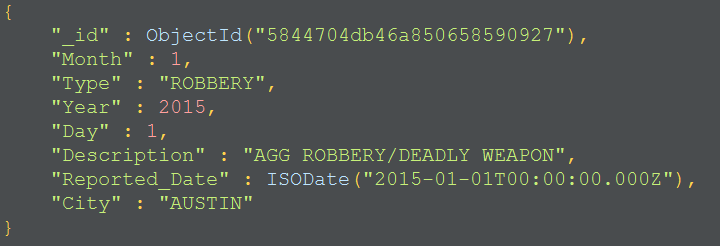 {
"_id" : ObjectId("5844704db46a850658590927"),
"Month" : 1,
"Type" : "ROBBERY",
"Year" : 2015,
"Day" : 1,
"Description" : "AGG ROBBERY/DEADLY WEAPON",
"Reported_Date" : ISODate("2015-01-01T00:00:00.000Z"),
"City" : "AUSTIN"
}